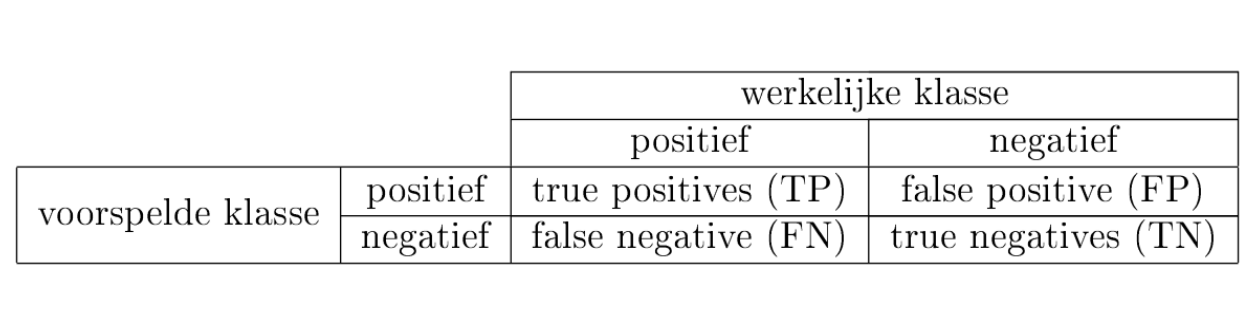 werkelijke klasse
positief negatief
voorspelde klasse positief true positives (TP) false positive (FP)
negatief false negative (FN) true negatives (TN)